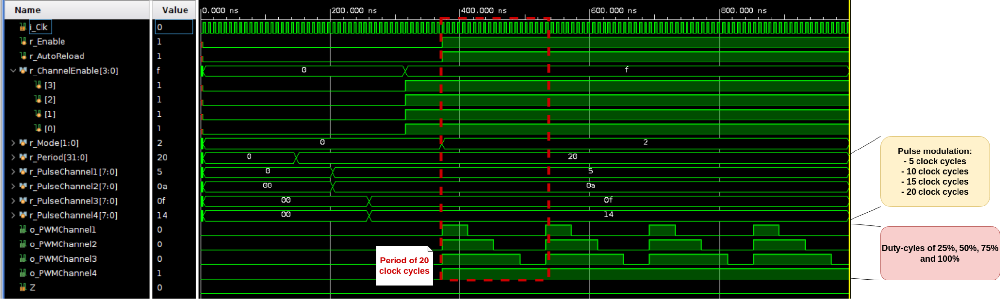 Name Value 0.000 ns 200.000 ns 400.000 ns 600.000 ns 800.000 ns
i_Clk 0
r_Enable 1
r_AutoReload 1
r_ChannelEnable[3:0] f 0 f
[3] 1
[2] 1
[1] 1
[0] 1
r_Mode[1:0] 2 0 2
r_Period[31:0] 20 0 20
r_PulseChannel1[7:0] 5 0 5
r_PulseChannel2[7:0] 0a 00 0a
r_PulseChannel3[7:0] 0f 00 0f
r_PulseChannel4[7:0] 14 00 14
o_PWMChannel1 0
o_PWMChannel2 0
o_PWMChannel3 0
o_PWMChannel4 1
Z 0
Period of 20
clock cycles
Pulse modulation:
- 5 clock cycles
- 10 clock cycles
- 15 clock cycles
- 20 clock cycles
Duty-cyles of 25%, 50%, 75%
and 100%